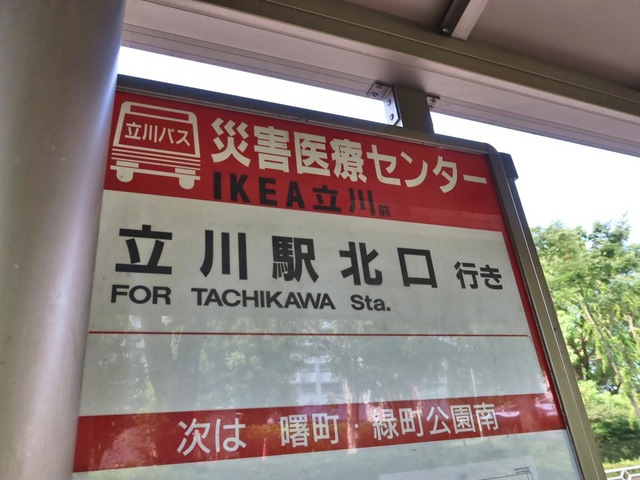 立川バス
災害医療センター
IKEA立川前
立川駅北口 行き
FOR TACHIKAWA Sta.
次は 曙町・緑町公園南